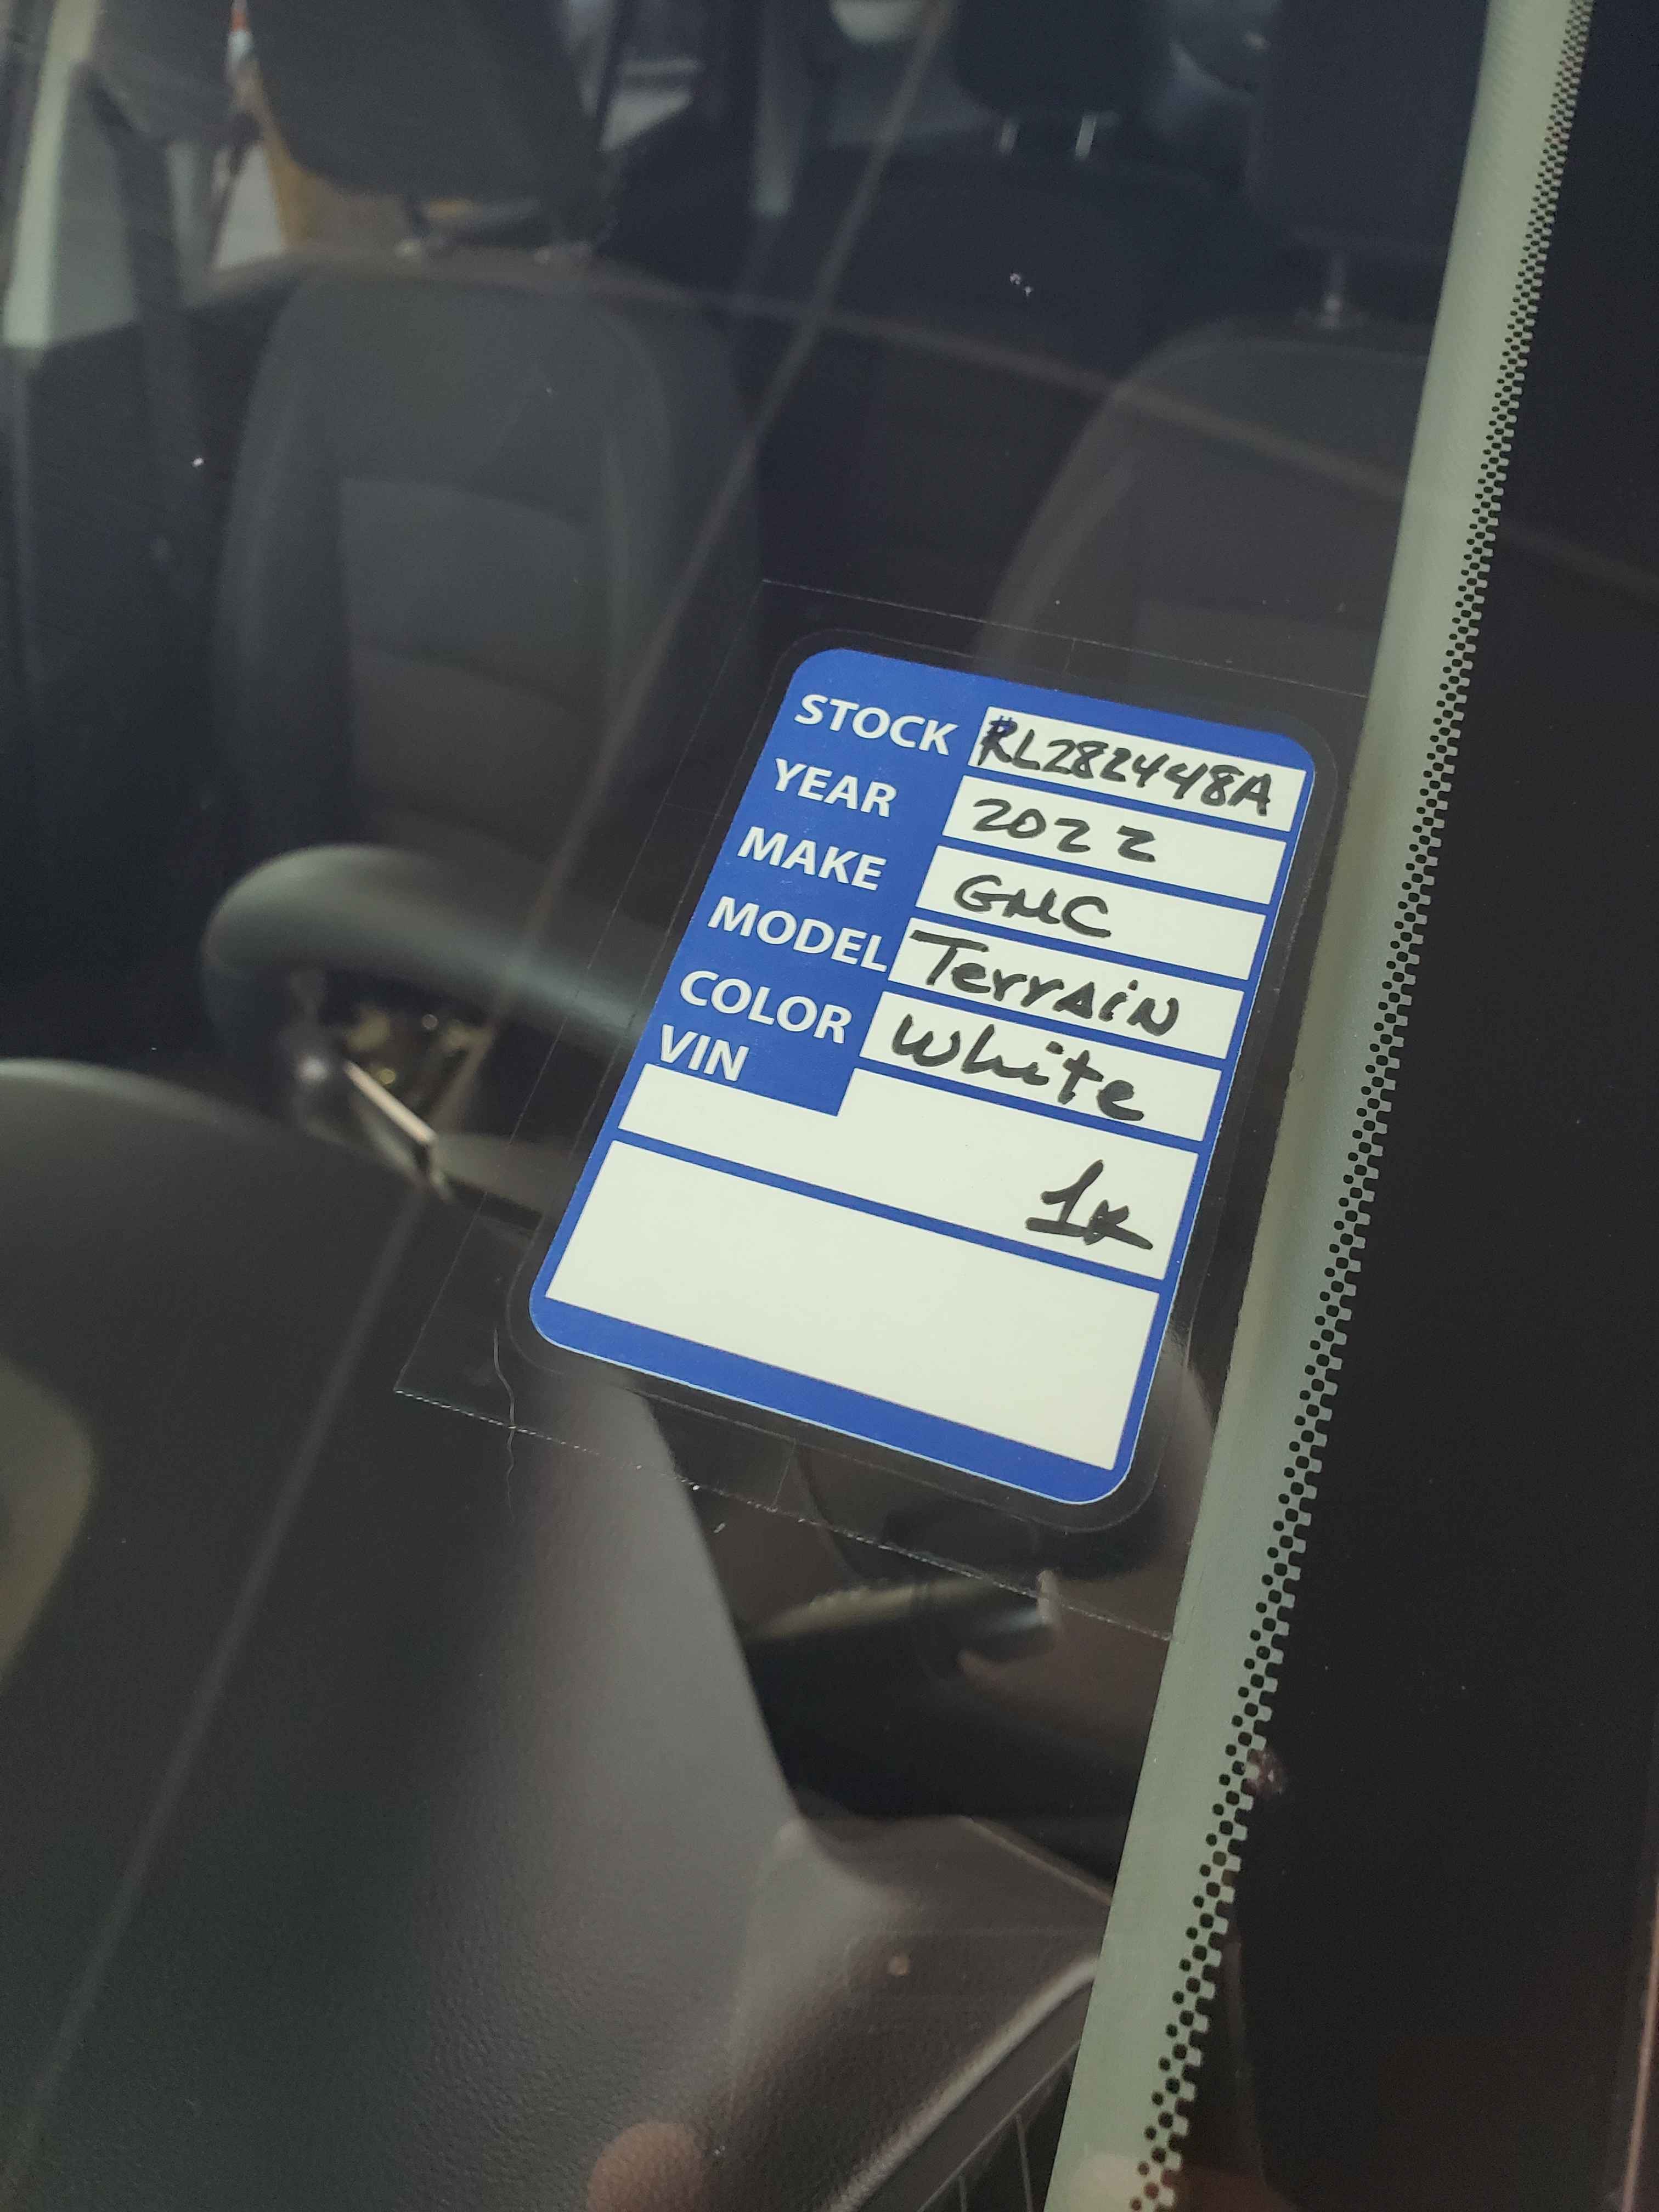 STOCK RL282448A
YEAR 2022
MAKE GMC
MODEL Terrain
COLOR White
VIN
1k